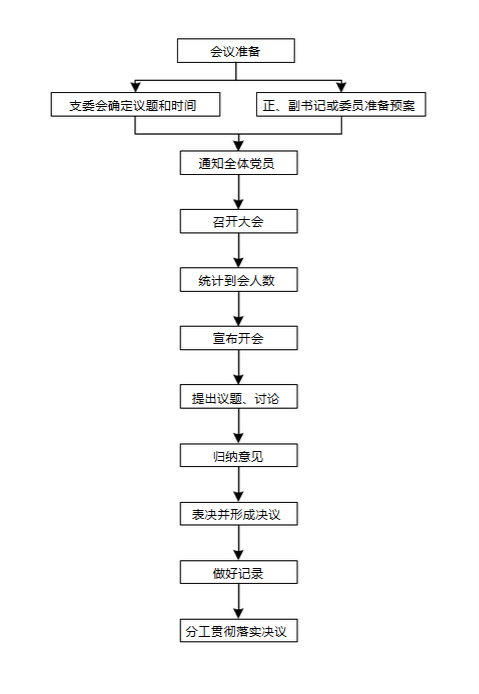 会议准备
支委会确定议题和时间
正、副书记或委员准备预案
通知全体党员
召开大会
统计到会人数
宣布开会
提出议题、讨论
归纳意见
表决并形成决议
做好记录
分工贯彻落实决议